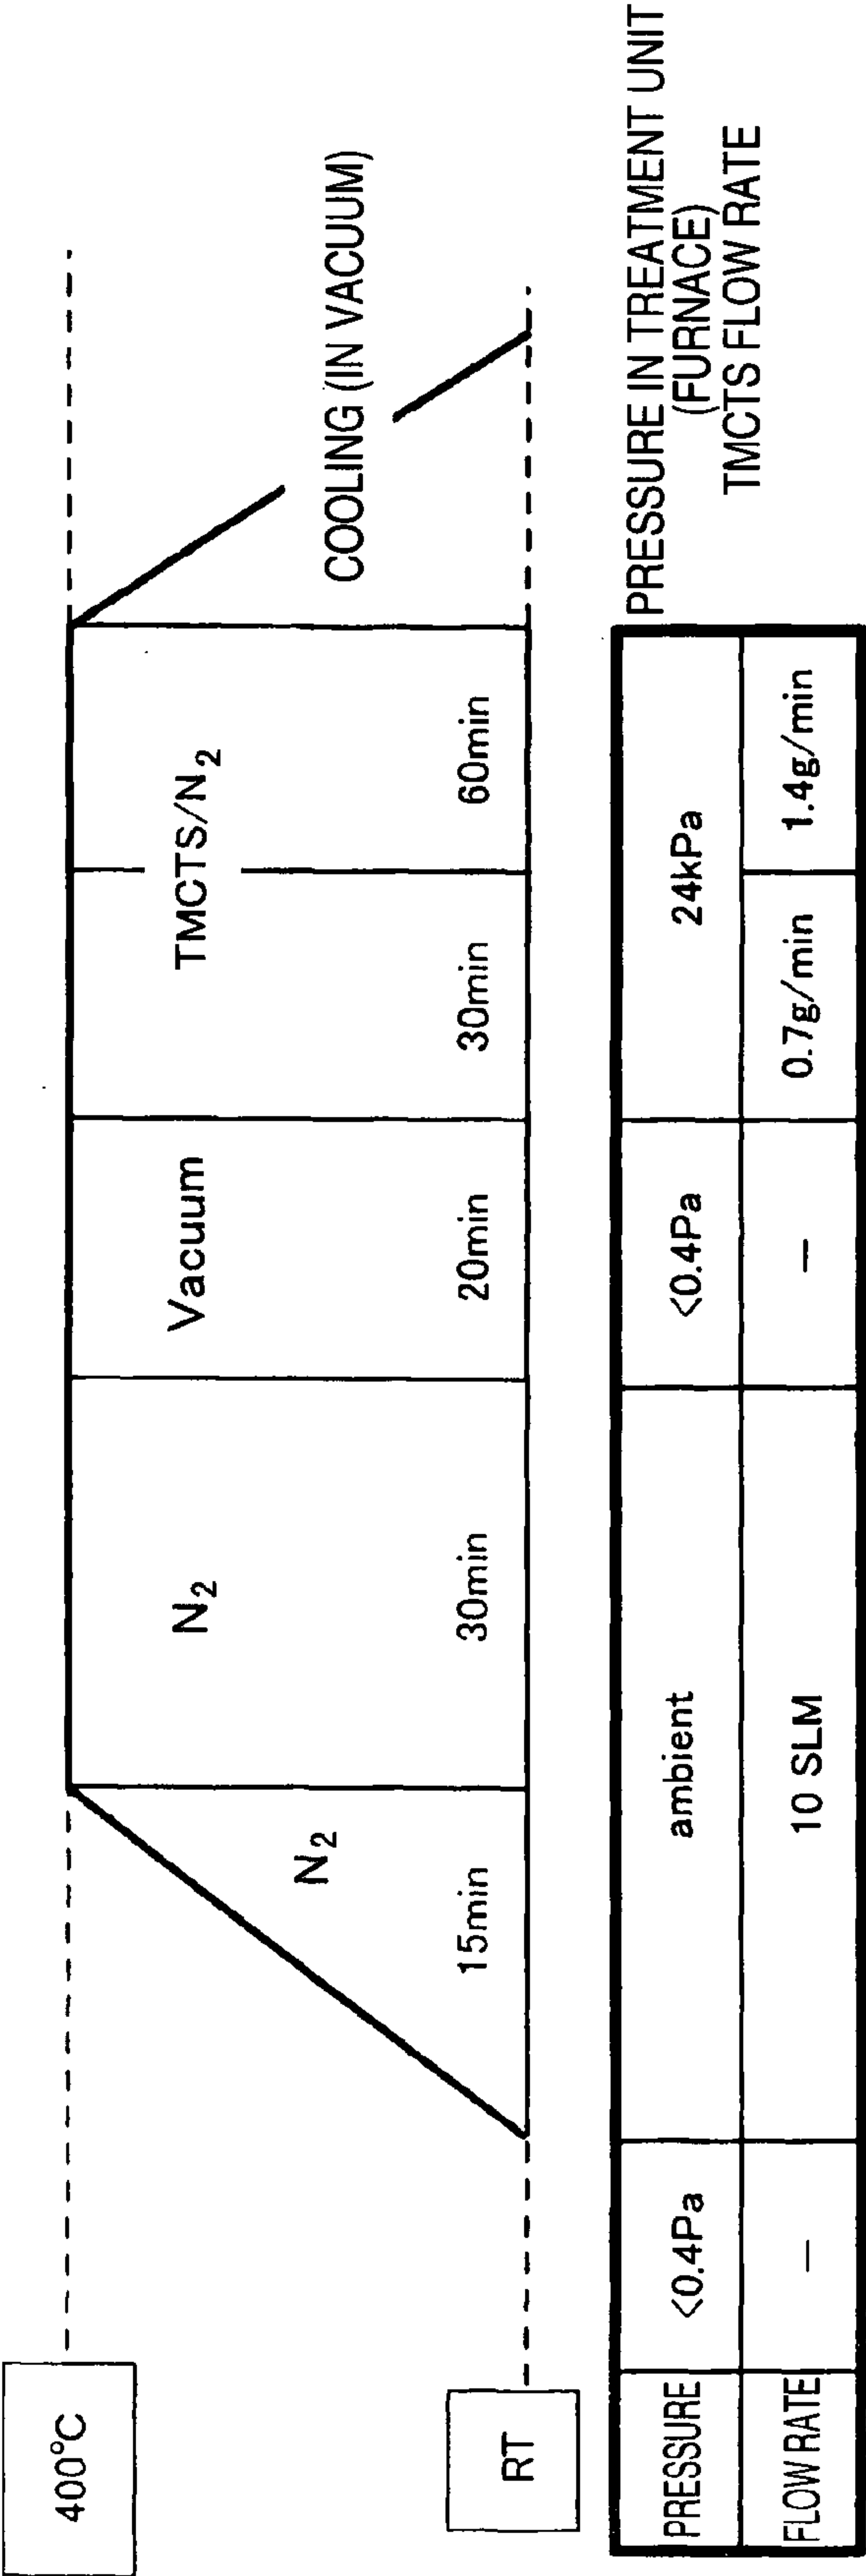 400°C
RT
N2
15min
N2
30min
Vacuum
20min
TMCTS/N2
30min
60min
COOLING (IN VACUUM)
PRESSURE <0.4Pa ambient <0.4Pa 24kPa
FLOW RATE — 10 SLM — 0.7g/min 1.4g/min
PRESSURE IN TREATMENT UNIT
(FURNACE)
TMCTS FLOW RATE